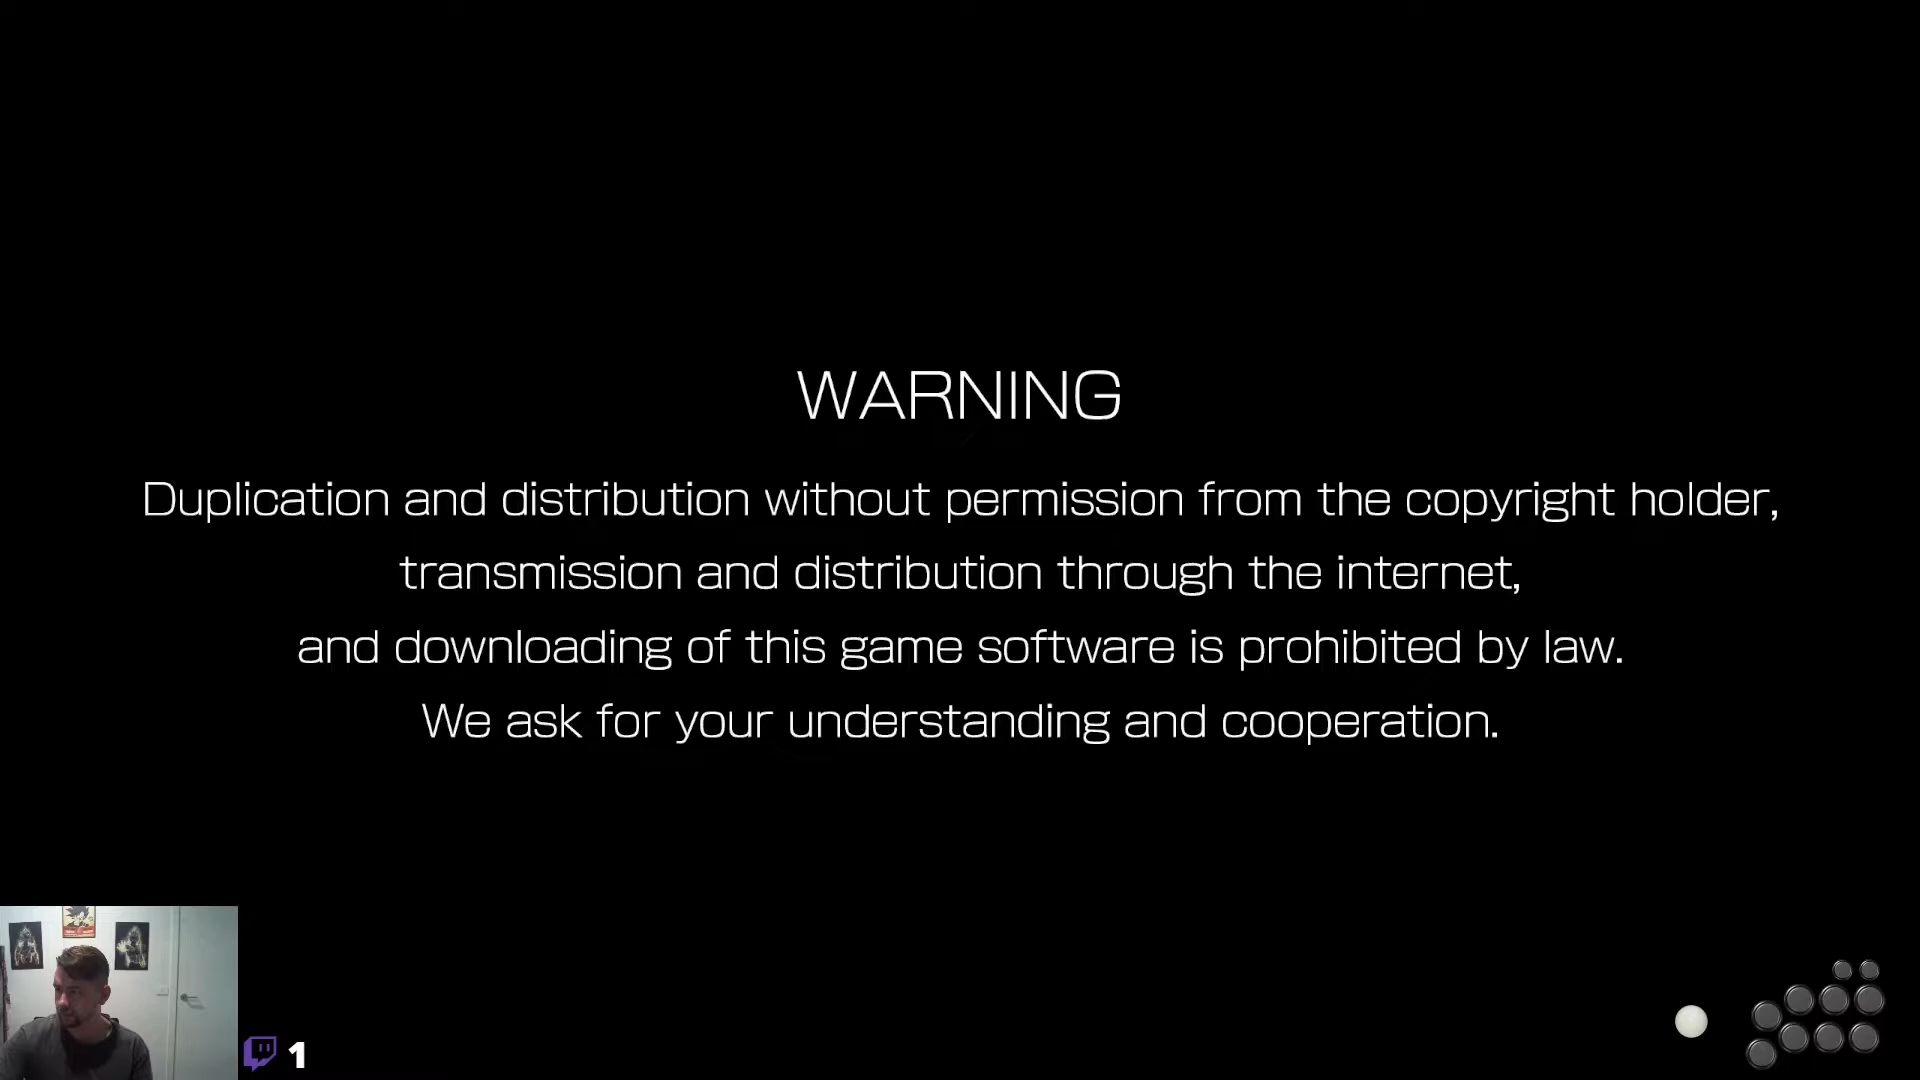 WARNING
Duplication and distribution without permission from the copyright holder,
transmission and distribution through the internet,
and downloading of this game software is prohibited by law.
We ask for your understanding and cooperation.
1